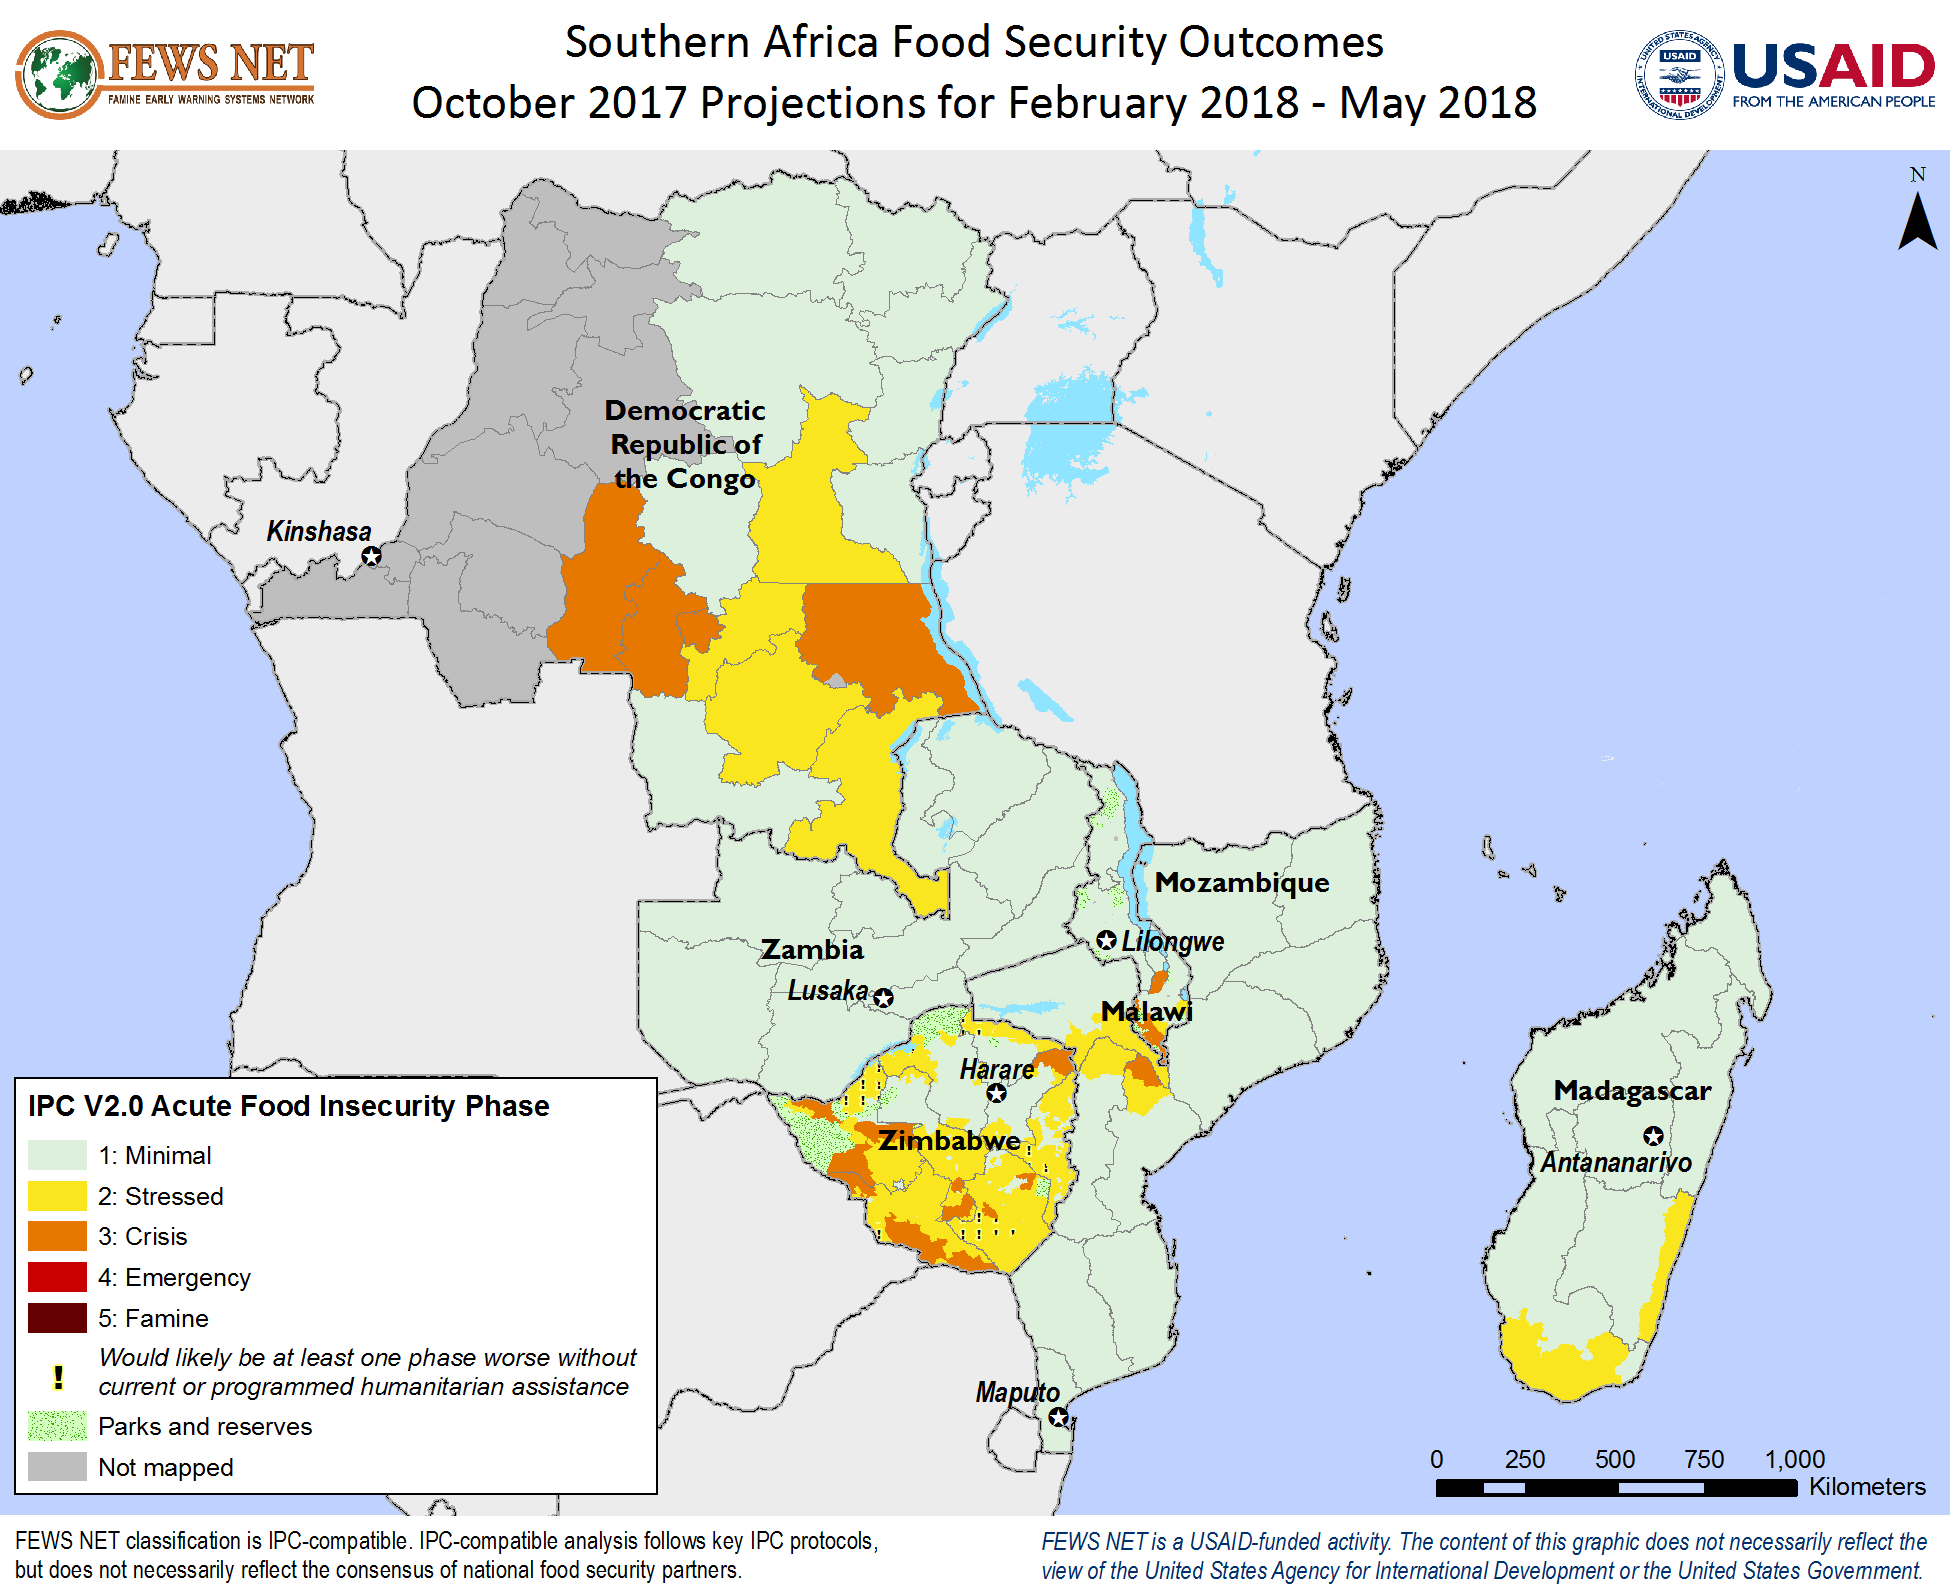 FEWS NET
FAMINE EARLY WARNING SYSTEMS NETWORK
Southern Africa Food Security Outcomes
October 2017 Projections for February 2018 - May 2018
UNITED STATES AGENCY
USAID
INTERNATIONAL DEVELOPMENT
USAID
FROM THE AMERICAN PEOPLE
N
Democratic
Republic of
the Congo
Kinshasa
Mozambique
Lilongwe
Zambia
Lusaka
Malawi
Harare
Zimbabwe
Madagascar
Antananarivo
Maputo
IPC V2.0 Acute Food Insecurity Phase
1: Minimal
2: Stressed
3: Crisis
4: Emergency
5: Famine
! Would likely be at least one phase worse without
current or programmed humanitarian assistance
Parks and reserves
Not mapped
0 250 500 750 1,000
Kilometers
FEWS NET classification is IPC-compatible. IPC-compatible analysis follows key IPC protocols,
but does not necessarily reflect the consensus of national food security partners.
FEWS NET is a USAID-funded activity. The content of this graphic does not necessarily reflect the
view of the United States Agency for International Development or the United States Government.